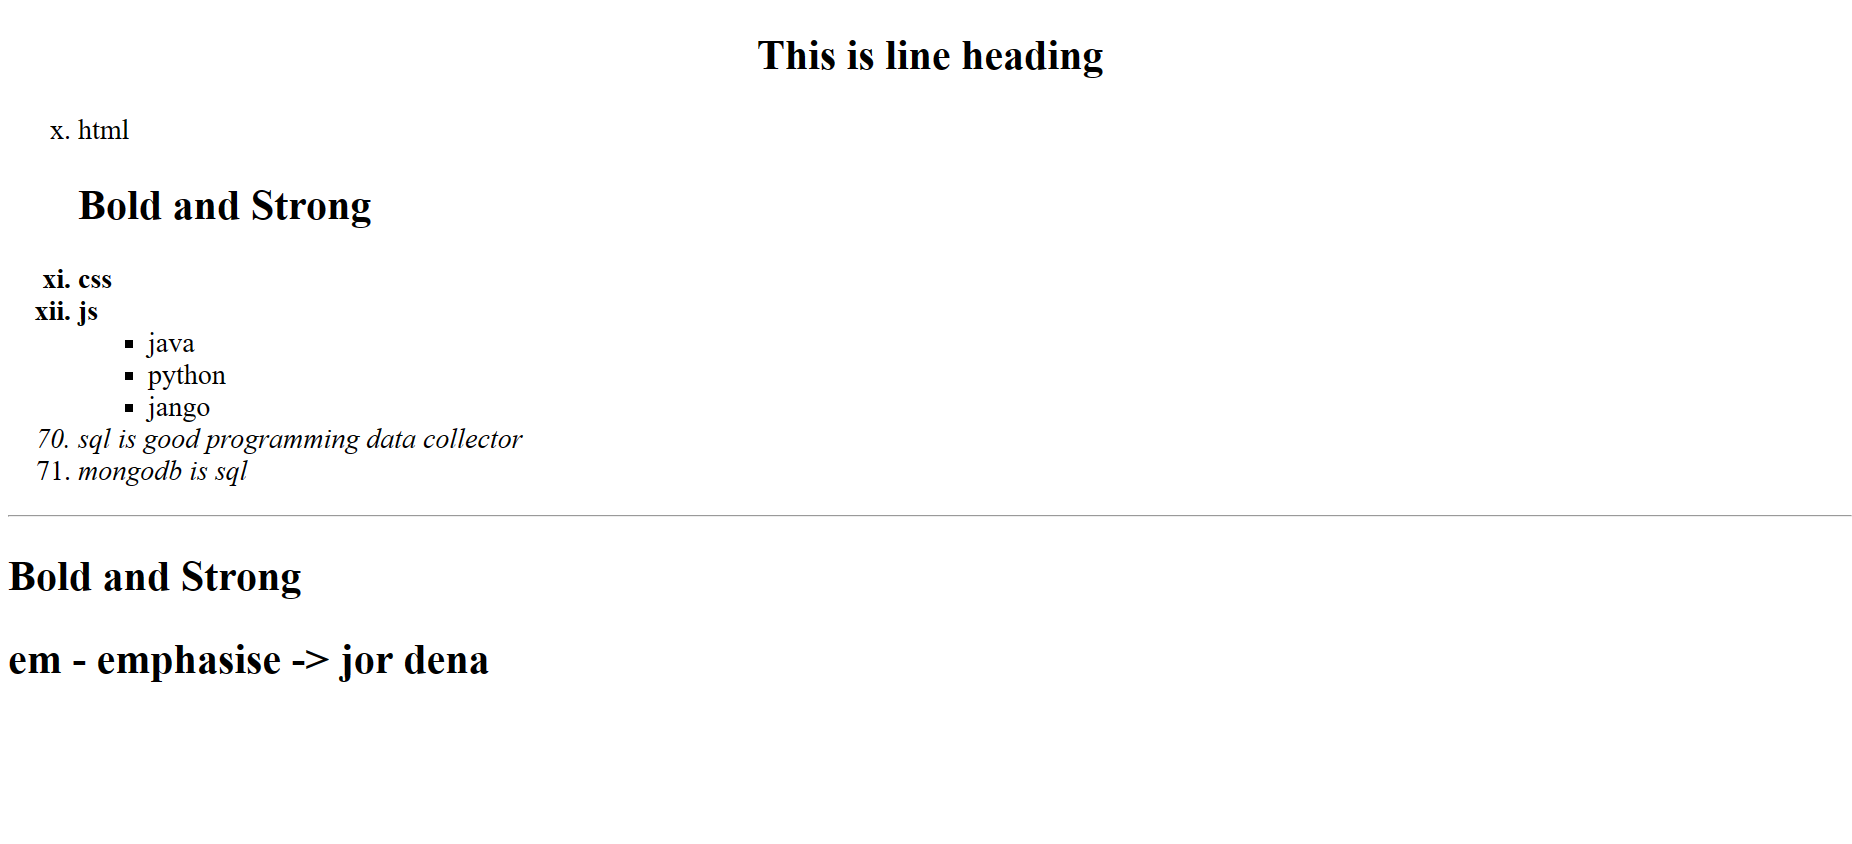 This is line heading
x. html
Bold and Strong
xi. css
xii. js
▪ java
▪ python
▪ jango
70. sql is good programming data collector
71. mongodb is sql
Bold and Strong
em - emphasise -> jor dena